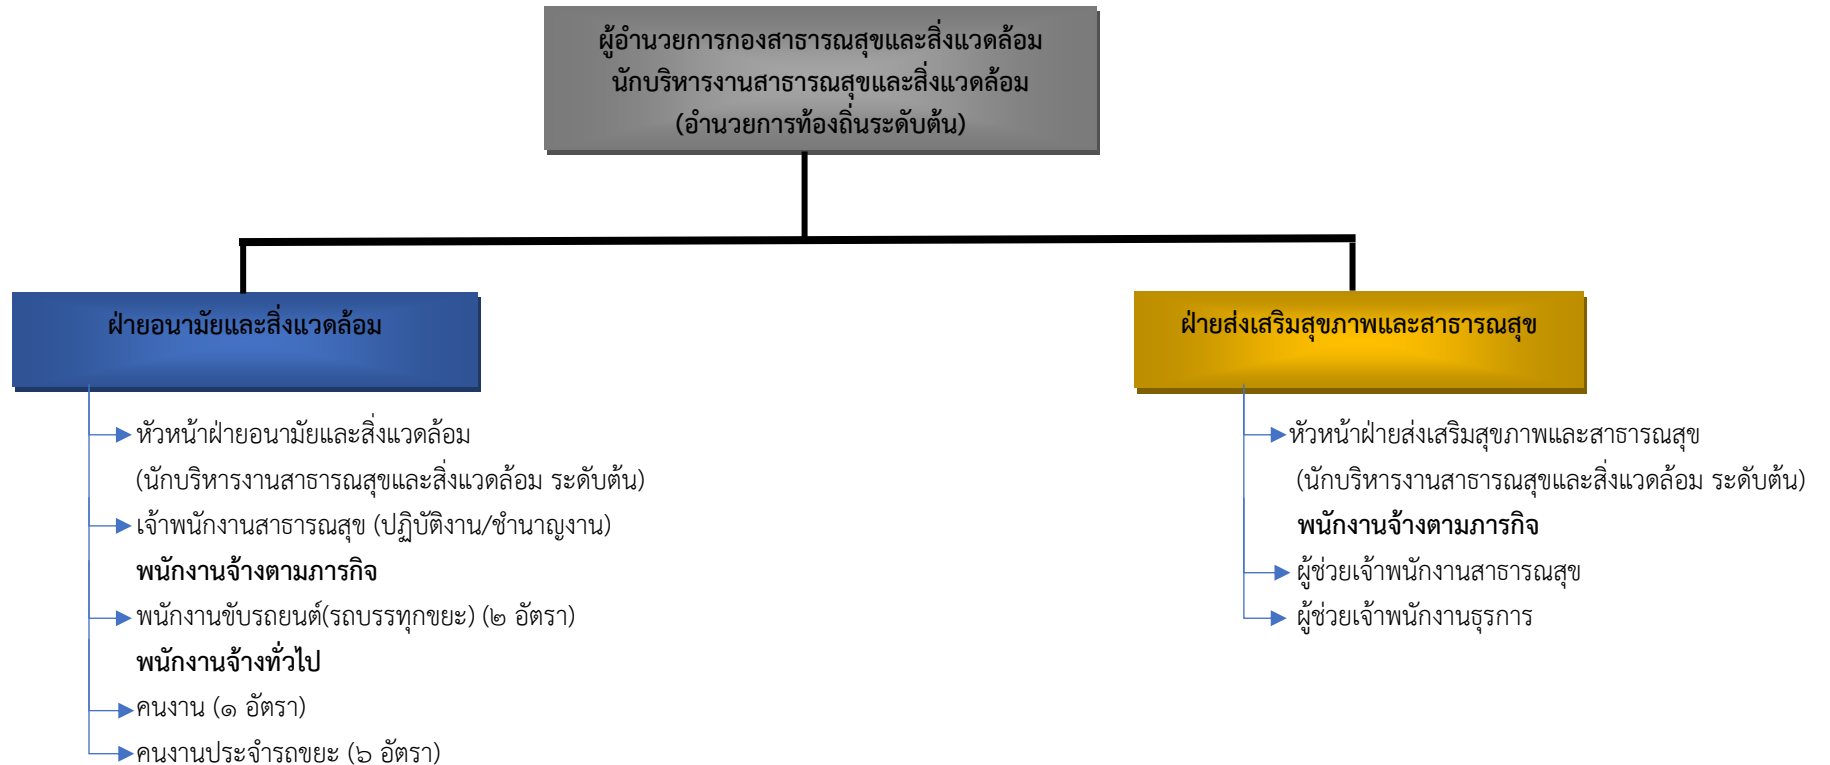 ผู้อำนวยการกองสาธารณสุขและสิ่งแวดล้อม
นักบริหารงานสาธารณสุขและสิ่งแวดล้อม
(อำนวยการท้องถิ่นระดับต้น)
ฝ่ายอนามัยและสิ่งแวดล้อม
หัวหน้าฝ่ายอนามัยและสิ่งแวดล้อม
(นักบริหารงานสาธารณสุขและสิ่งแวดล้อม ระดับต้น)
เจ้าพนักงานสาธารณสุข (ปฏิบัติงาน/ชำนาญงาน)
พนักงานจ้างตามภารกิจ
พนักงานขับรถยนต์(รถบรรทุกขยะ) (๒ อัตรา)
พนักงานจ้างทั่วไป
คนงาน (๑ อัตรา)
คนงานประจำรถขยะ (๖ อัตรา)
ฝ่ายส่งเสริมสุขภาพและสาธารณสุข
หัวหน้าฝ่ายส่งเสริมสุขภาพและสาธารณสุข
(นักบริหารงานสาธารณสุขและสิ่งแวดล้อม ระดับต้น)
พนักงานจ้างตามภารกิจ
ผู้ช่วยเจ้าพนักงานสาธารณสุข
ผู้ช่วยเจ้าพนักงานธุรการ